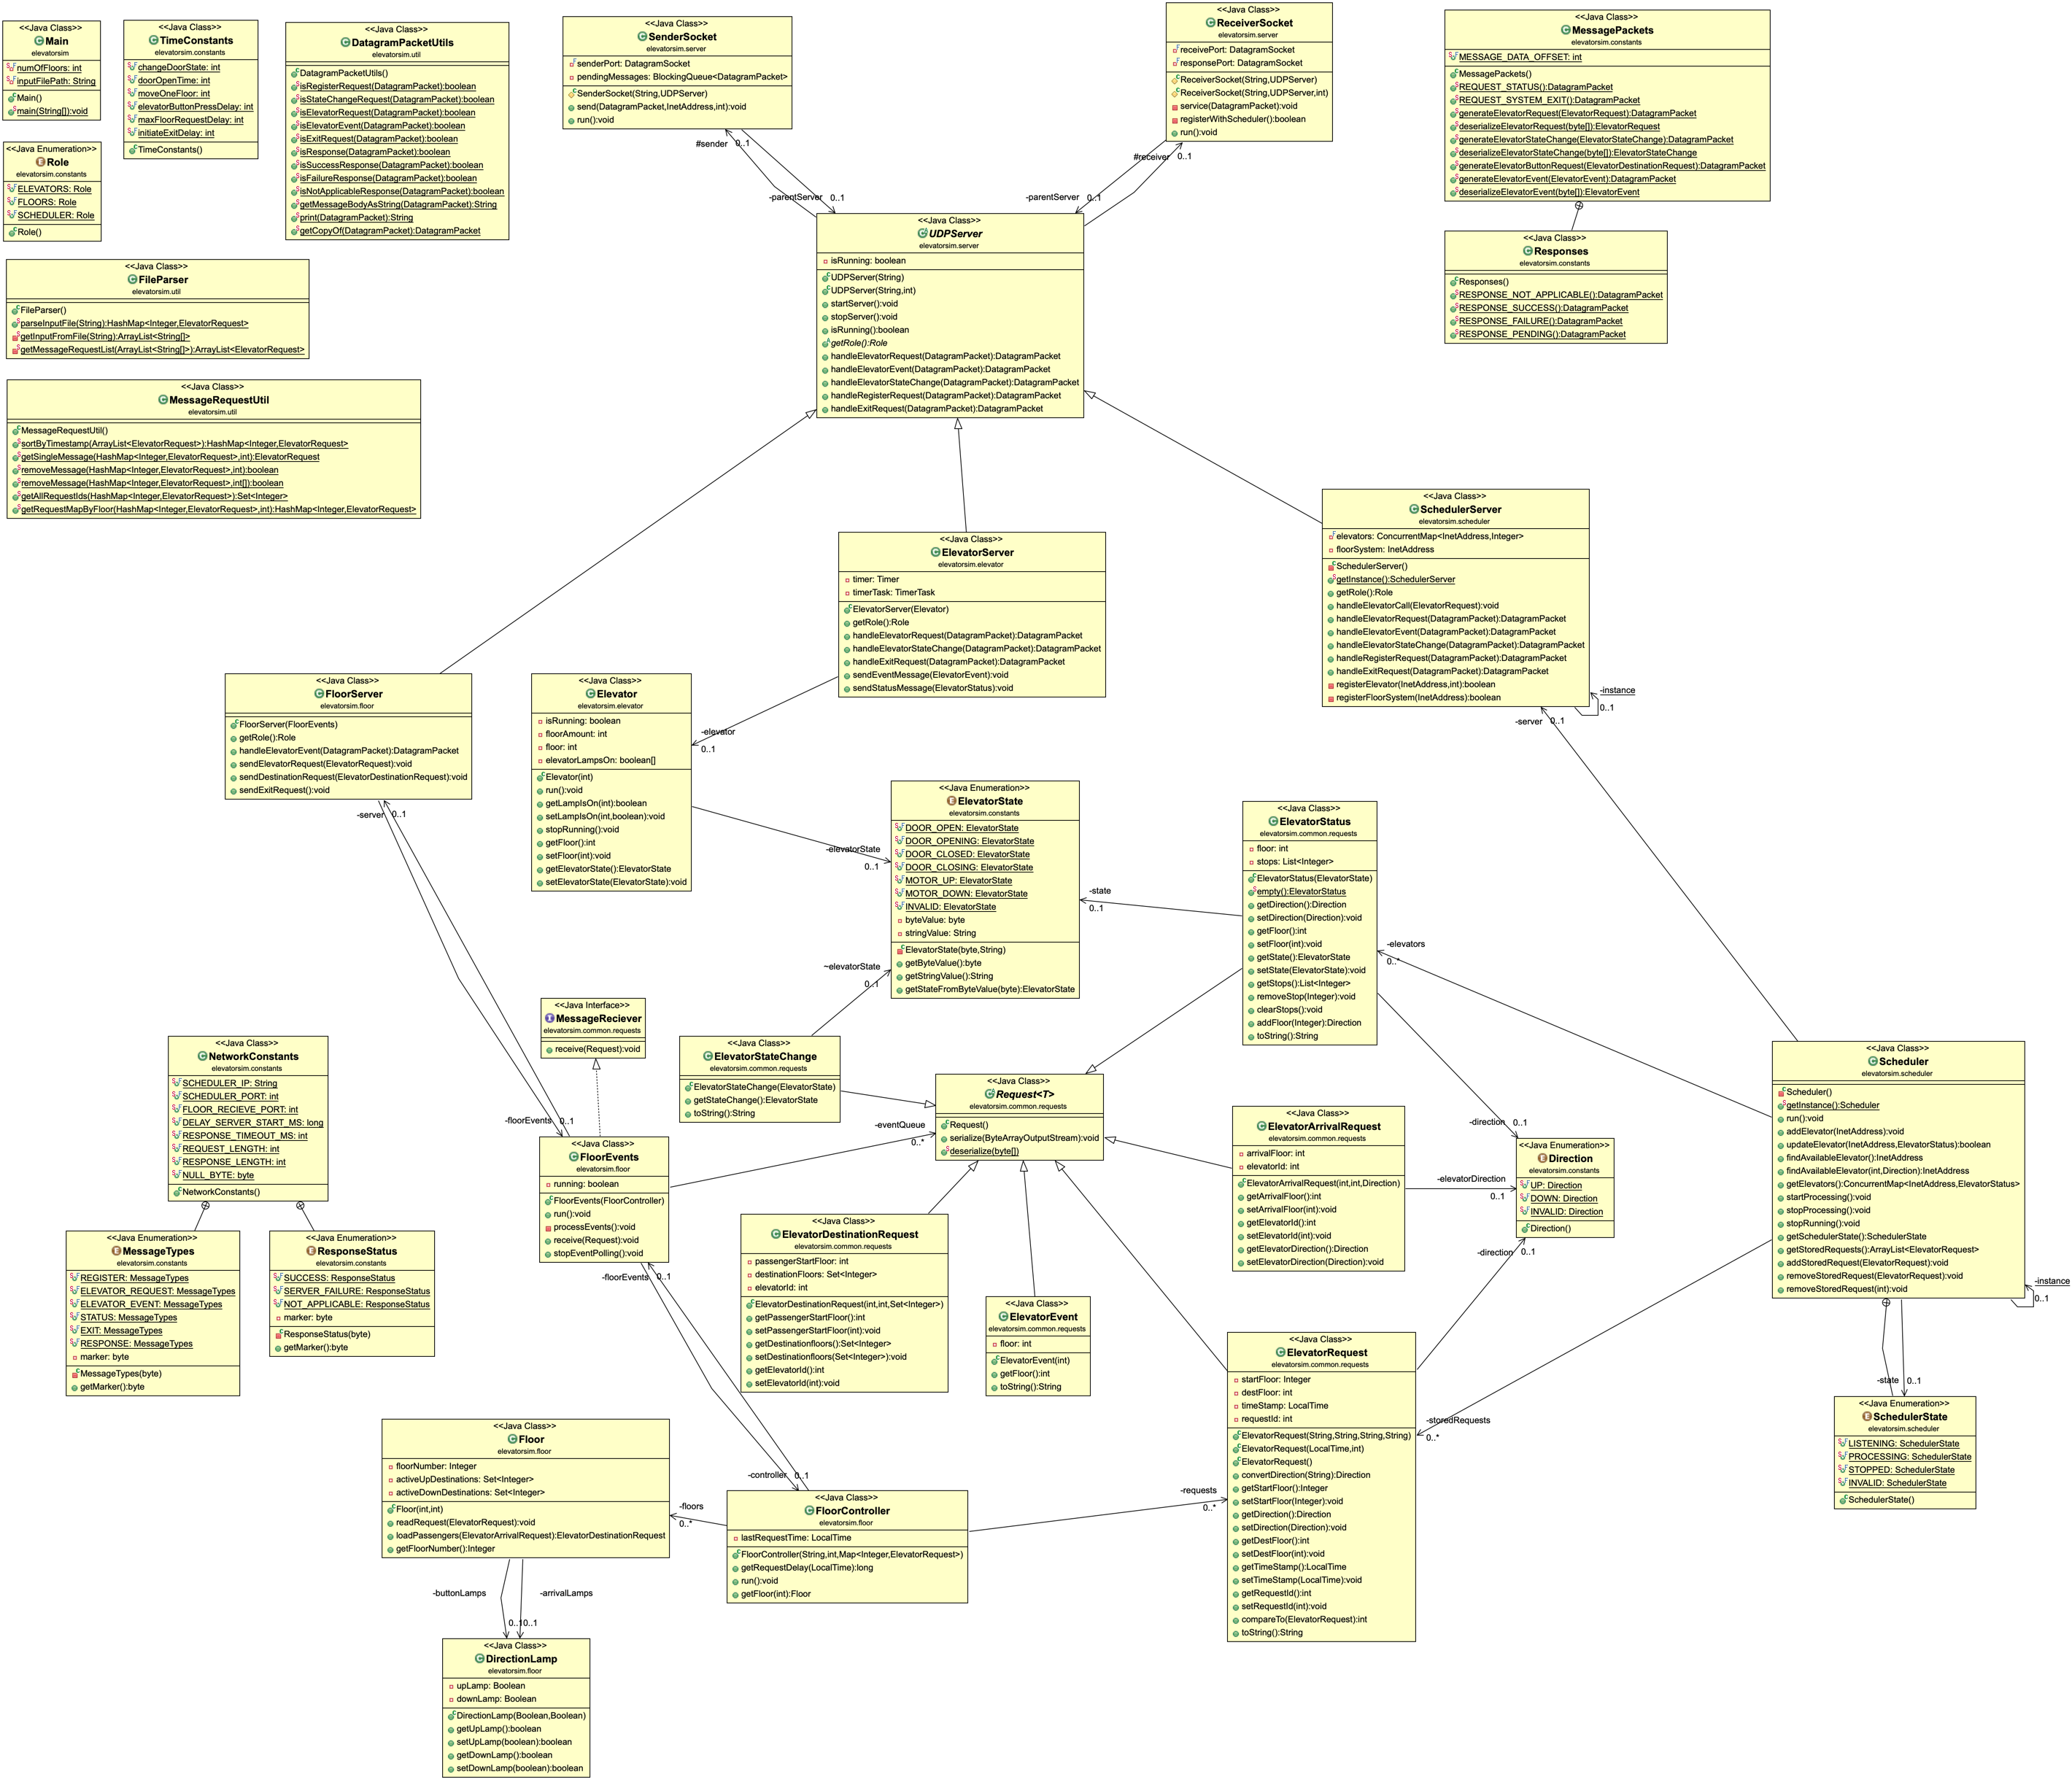 <<Java Class>>
Main
elevatorsim
numOfFloors: int
inputFilePath: String
Main()
main(String[]):void
<<Java Class>>
TimeConstants
elevatorsim.constants
changeDoorState: int
doorOpenTime: int
moveOneFloor: int
elevatorButtonPressDelay: int
maxFloorRequestDelay: int
initiateExitDelay: int
TimeConstants()
<<Java Class>>
DatagramPacketUtils
elevatorsim.util
DatagramPacketUtils()
isRegisterRequest(DatagramPacket):boolean
isStateChangeRequest(DatagramPacket):boolean
isElevatorRequest(DatagramPacket):boolean
isElevatorEvent(DatagramPacket):boolean
isExitRequest(DatagramPacket):boolean
isResponse(DatagramPacket):boolean
isSuccessResponse(DatagramPacket):boolean
isFailureResponse(DatagramPacket):boolean
isNotApplicableResponse(DatagramPacket):boolean
getMessageBodyAsString(DatagramPacket):String
print(DatagramPacket):String
getCopyOf(DatagramPacket):DatagramPacket
<<Java Class>>
SenderSocket
elevatorsim.server
senderPort: DatagramSocket
pendingMessages: BlockingQueue<DatagramPacket>
SenderSocket(String,UDPServer)
send(DatagramPacket,InetAddress,int):void
run():void
<<Java Class>>
ReceiverSocket
elevatorsim.server
receivePort: DatagramSocket
responsePort: DatagramSocket
ReceiverSocket(String,UDPServer)
ReceiverSocket(String,UDPServer,int)
service(DatagramPacket):void
registerWithScheduler():boolean
run():void
<<Java Class>>
MessagePackets
elevatorsim.constants
MESSAGE_DATA_OFFSET: int
MessagePackets()
REQUEST_STATUS():DatagramPacket
REQUEST_SYSTEM_EXIT():DatagramPacket
generateElevatorRequest(ElevatorRequest):DatagramPacket
deserializeElevatorRequest(byte[]):ElevatorRequest
generateElevatorStateChange(ElevatorStateChange):DatagramPacket
deserializeElevatorStateChange(byte[]):ElevatorStateChange
generateElevatorButtonRequest(ElevatorDestinationRequest):DatagramPacket
generateElevatorEvent(ElevatorEvent):DatagramPacket
deserializeElevatorEvent(byte[]):ElevatorEvent
<<Java Enumeration>>
Role
elevatorsim.constants
ELEVATORS: Role
FLOORS: Role
SCHEDULER: Role
Role()
#sender
0..1
-parentServer
0..1
#receiver
0..1
-parentServer
0..1
<<Java Class>>
UDPServer
elevatorsim.server
isRunning: boolean
UDPServer(String)
UDPServer(String,int)
startServer():void
stopServer():void
isRunning():boolean
getRole():Role
handleElevatorRequest(DatagramPacket):DatagramPacket
handleElevatorEvent(DatagramPacket):DatagramPacket
handleElevatorStateChange(DatagramPacket):DatagramPacket
handleRegisterRequest(DatagramPacket):DatagramPacket
handleExitRequest(DatagramPacket):DatagramPacket
<<Java Class>>
Responses
elevatorsim.constants
Responses()
RESPONSE_NOT_APPLICABLE():DatagramPacket
RESPONSE_SUCCESS():DatagramPacket
RESPONSE_FAILURE():DatagramPacket
RESPONSE_PENDING():DatagramPacket
<<Java Class>>
FileParser
elevatorsim.util
FileParser()
parseInputFile(String):HashMap<Integer,ElevatorRequest>
getInputFromFile(String):ArrayList<String[]>
getMessageRequestList(ArrayList<String[]>):ArrayList<ElevatorRequest>
<<Java Class>>
MessageRequestUtil
elevatorsim.util
MessageRequestUtil()
sortByTimestamp(ArrayList<ElevatorRequest>):HashMap<Integer,ElevatorRequest>
getSingleMessage(HashMap<Integer,ElevatorRequest>,int):ElevatorRequest
removeMessage(HashMap<Integer,ElevatorRequest>,int):boolean
removeMessage(HashMap<Integer,ElevatorRequest>,int[]):boolean
getAllRequestIds(HashMap<Integer,ElevatorRequest>):Set<Integer>
getRequestMapByFloor(HashMap<Integer,ElevatorRequest>,int):HashMap<Integer,ElevatorRequest>
<<Java Class>>
SchedulerServer
elevatorsim.scheduler
elevators: ConcurrentMap<InetAddress,Integer>
floorSystem: InetAddress
SchedulerServer()
getInstance():SchedulerServer
getRole():Role
handleElevatorCall(ElevatorRequest):void
handleElevatorRequest(DatagramPacket):DatagramPacket
handleElevatorEvent(DatagramPacket):DatagramPacket
handleElevatorStateChange(DatagramPacket):DatagramPacket
handleRegisterRequest(DatagramPacket):DatagramPacket
handleExitRequest(DatagramPacket):DatagramPacket
registerElevator(InetAddress,int):boolean
registerFloorSystem(InetAddress):boolean
-instance
0..1
-server
0..1
<<Java Class>>
ElevatorServer
elevatorsim.elevator
timer: Timer
timerTask: TimerTask
ElevatorServer(Elevator)
getRole():Role
handleElevatorRequest(DatagramPacket):DatagramPacket
handleElevatorStateChange(DatagramPacket):DatagramPacket
handleExitRequest(DatagramPacket):DatagramPacket
sendEventMessage(ElevatorEvent):void
sendStatusMessage(ElevatorStatus):void
<<Java Class>>
FloorServer
elevatorsim.floor
FloorServer(FloorEvents)
getRole():Role
handleElevatorEvent(DatagramPacket):DatagramPacket
sendElevatorRequest(ElevatorRequest):void
sendDestinationRequest(ElevatorDestinationRequest):void
sendExitRequest():void
-server
0..1
<<Java Class>>
Elevator
elevatorsim.elevator
isRunning: boolean
floorAmount: int
floor: int
elevatorLampsOn: boolean[]
Elevator(int)
run():void
getLampIsOn(int):boolean
setLampIsOn(int,boolean):void
stopRunning():void
getFloor():int
setFloor(int):void
getElevatorState():ElevatorState
setElevatorState(ElevatorState):void
-elevator
0..1
-elevatorState
0..1
<<Java Enumeration>>
ElevatorState
elevatorsim.constants
DOOR_OPEN: ElevatorState
DOOR_OPENING: ElevatorState
DOOR_CLOSED: ElevatorState
DOOR_CLOSING: ElevatorState
MOTOR_UP: ElevatorState
MOTOR_DOWN: ElevatorState
INVALID: ElevatorState
byteValue: byte
stringValue: String
ElevatorState(byte,String)
getByteValue():byte
getStringValue():String
getStateFromByteValue(byte):ElevatorState
-state
0..1
~elevatorState
0..1
<<Java Class>>
ElevatorStatus
elevatorsim.common.requests
floor: int
stops: List<Integer>
ElevatorStatus(ElevatorState)
empty():ElevatorStatus
getDirection():Direction
setDirection(Direction):void
getFloor():int
setFloor(int):void
getState():ElevatorState
setState(ElevatorState):void
getStops():List<Integer>
removeStop(Integer):void
clearStops():void
addFloor(Integer):Direction
toString():String
-elevators
0..*
<<Java Interface>>
MessageReciever
elevatorsim.common.requests
receive(Request):void
<<Java Class>>
ElevatorStateChange
elevatorsim.common.requests
ElevatorStateChange(ElevatorState)
getStateChange():ElevatorState
toString():String
<<Java Class>>
NetworkConstants
elevatorsim.constants
SCHEDULER_IP: String
SCHEDULER_PORT: int
FLOOR_RECIEVE_PORT: int
DELAY_SERVER_START_MS: long
RESPONSE_TIMEOUT_MS: int
REQUEST_LENGTH: int
RESPONSE_LENGTH: int
NULL_BYTE: byte
NetworkConstants()
<<Java Class>>
Request<T>
elevatorsim.common.requests
Request()
serialize(ByteArrayOutputStream):void
deserialize(byte[])
-eventQueue
0..*
<<Java Class>>
Scheduler
elevatorsim.scheduler
Scheduler()
getInstance():Scheduler
run():void
addElevator(InetAddress):void
updateElevator(InetAddress,ElevatorStatus):boolean
findAvailableElevator():InetAddress
findAvailableElevator(int,Direction):InetAddress
getElevators():ConcurrentMap<InetAddress,ElevatorStatus>
startProcessing():void
stopProcessing():void
stopRunning():void
getSchedulerState():SchedulerState
getStoredRequests():ArrayList<ElevatorRequest>
addStoredRequest(ElevatorRequest):void
removeStoredRequest(ElevatorRequest):void
removeStoredRequest(int):void
-instance
0..1
<<Java Class>>
ElevatorArrivalRequest
elevatorsim.common.requests
arrivalFloor: int
elevatorId: int
ElevatorArrivalRequest(int,int,Direction)
getArrivalFloor():int
setArrivalFloor(int):void
getElevatorId():int
setElevatorId(int):void
getElevatorDirection():Direction
setElevatorDirection(Direction):void
-direction
0..1
-elevatorDirection
0..1
-direction
0..1
<<Java Enumeration>>
Direction
elevatorsim.constants
UP: Direction
DOWN: Direction
INVALID: Direction
Direction()
-floorEvents
0..1
<<Java Class>>
FloorEvents
elevatorsim.floor
running: boolean
FloorEvents(FloorController)
run():void
processEvents():void
receive(Request):void
stopEventPolling():void
-floorEvents
0..1
<<Java Enumeration>>
MessageTypes
elevatorsim.constants
REGISTER: MessageTypes
ELEVATOR_REQUEST: MessageTypes
ELEVATOR_EVENT: MessageTypes
STATUS: MessageTypes
EXIT: MessageTypes
RESPONSE: MessageTypes
marker: byte
MessageTypes(byte)
getMarker():byte
<<Java Enumeration>>
ResponseStatus
elevatorsim.constants
SUCCESS: ResponseStatus
SERVER_FAILURE: ResponseStatus
NOT_APPLICABLE: ResponseStatus
marker: byte
ResponseStatus(byte)
getMarker():byte
<<Java Class>>
ElevatorDestinationRequest
elevatorsim.common.requests
passengerStartFloor: int
destinationFloors: Set<Integer>
elevatorId: int
ElevatorDestinationRequest(int,int,Set<Integer>)
getPassengerStartFloor():int
setPassengerStartFloor(int):void
getDestinationfloors():Set<Integer>
setDestinationfloors(Set<Integer>):void
getElevatorId():int
setElevatorId(int):void
<<Java Class>>
ElevatorEvent
elevatorsim.common.requests
floor: int
ElevatorEvent(int)
getFloor():int
toString():String
<<Java Class>>
ElevatorRequest
elevatorsim.common.request
startFloor: Integer
destFloor: int
timeStamp: LocalTime
requestId: int
ElevatorRequest(String,String,String,String)
ElevatorRequest(LocalTime,int)
ElevatorRequest()
convertDirection(String):Direction
getStartFloor():Integer
setStartFloor(Integer):void
getDirection():Direction
setDirection(Direction):void
getDestFloor():int
setDestFloor(int):void
getTimeStamp():LocalTime
setTimeStamp(LocalTime):void
getRequestId():int
setRequestId(int):void
compareTo(ElevatorRequest):int
toString():String
-storedRequests
0..*
-state
0..1
<<Java Enumeration>>
SchedulerState
elevatorsim.scheduler
LISTENING: SchedulerState
PROCESSING: SchedulerState
STOPPED: SchedulerState
INVALID: SchedulerState
SchedulerState()
<<Java Class>>
Floor
elevatorsim.floor
floorNumber: Integer
activeUpDestinations: Set<Integer>
activeDownDestinations: Set<Integer>
Floor(int,int)
readRequest(ElevatorRequest):void
loadPassengers(ElevatorArrivalRequest):ElevatorDestinationRequest
getFloorNumber():Integer
-controller
0..1
-floors
0..*
-requests
0..*
<<Java Class>>
FloorController
elevatorsim.floor
lastRequestTime: LocalTime
FloorController(String,int,Map<Integer,ElevatorRequest>)
getRequestDelay(LocalTime):long
run():void
getFloor(int):Floor
-buttonLamps
-arrivalLamps
0..1
0..1
<<Java Class>>
DirectionLamp
elevatorsim.floor
upLamp: Boolean
downLamp: Boolean
DirectionLamp(Boolean,Boolean)
getUpLamp():boolean
setUpLamp(boolean):boolean
getDownLamp():boolean
setDownLamp(boolean):boolean